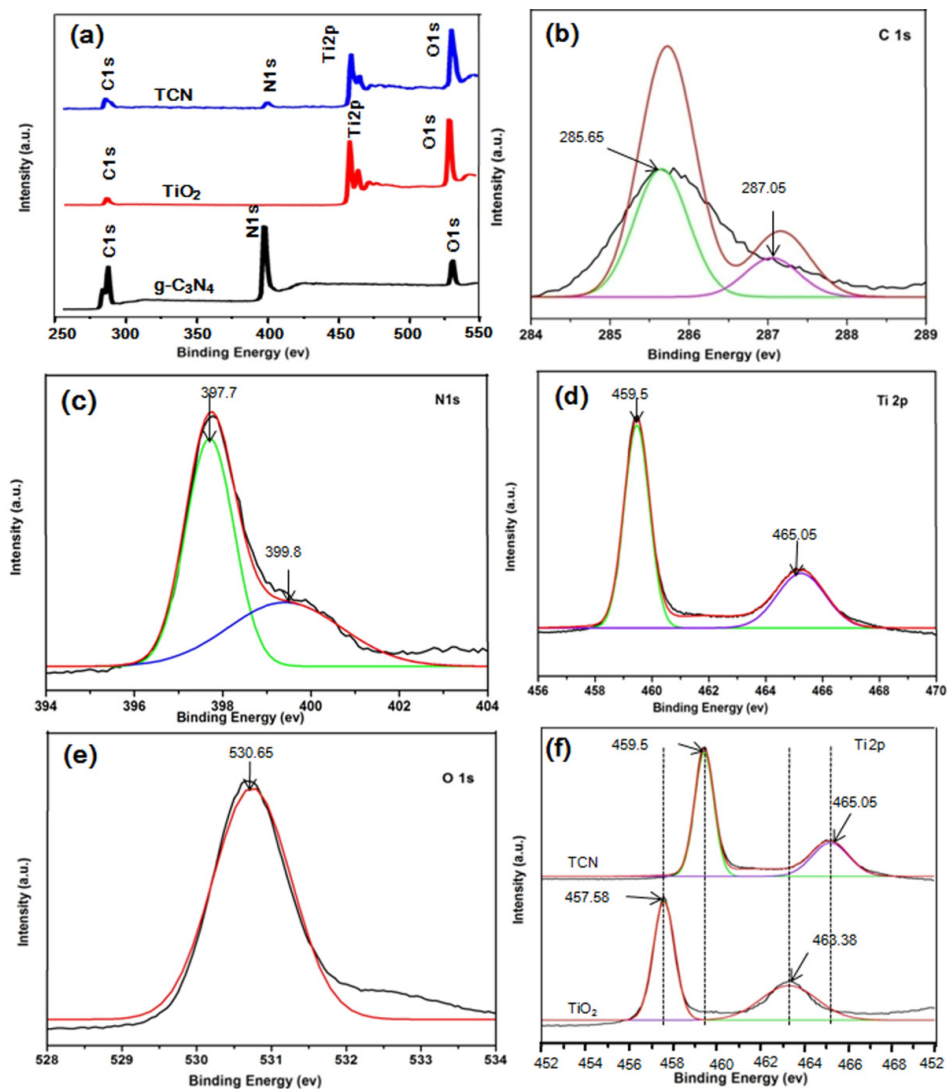 (a)
C1s
N1s
Ti2p
O1s
TCN
C1s
Ti2p
O1s
TiO2
C1s
N1s
O1s
g-C3N4
Intensity (a.u.)
250 300 350 400 450 500 550
Binding Energy (ev)
(b)
C 1s
285.65
287.05
Intensity (a.u.)
284 285 286 287 288 289
Binding Energy (ev)
(c)
N1s
397.7
399.8
Intensity (a.u.)
394 396 398 400 402 404
Binding Energy (ev)
(d)
Ti 2p
459.5
465.05
Intensity (a.u.)
456 458 460 462 464 466 468 470
Binding Energy (ev)
(e)
O 1s
530.65
Intensity (a.u.)
528 529 530 531 532 533 534
Binding Energy (ev)
(f)
Ti2p
459.5
465.05
TCN
457.58
463.38
TiO2
Intensity (a.u.)
452 454 456 458 460 462 464 466 468 452
Binding Energy (ev)